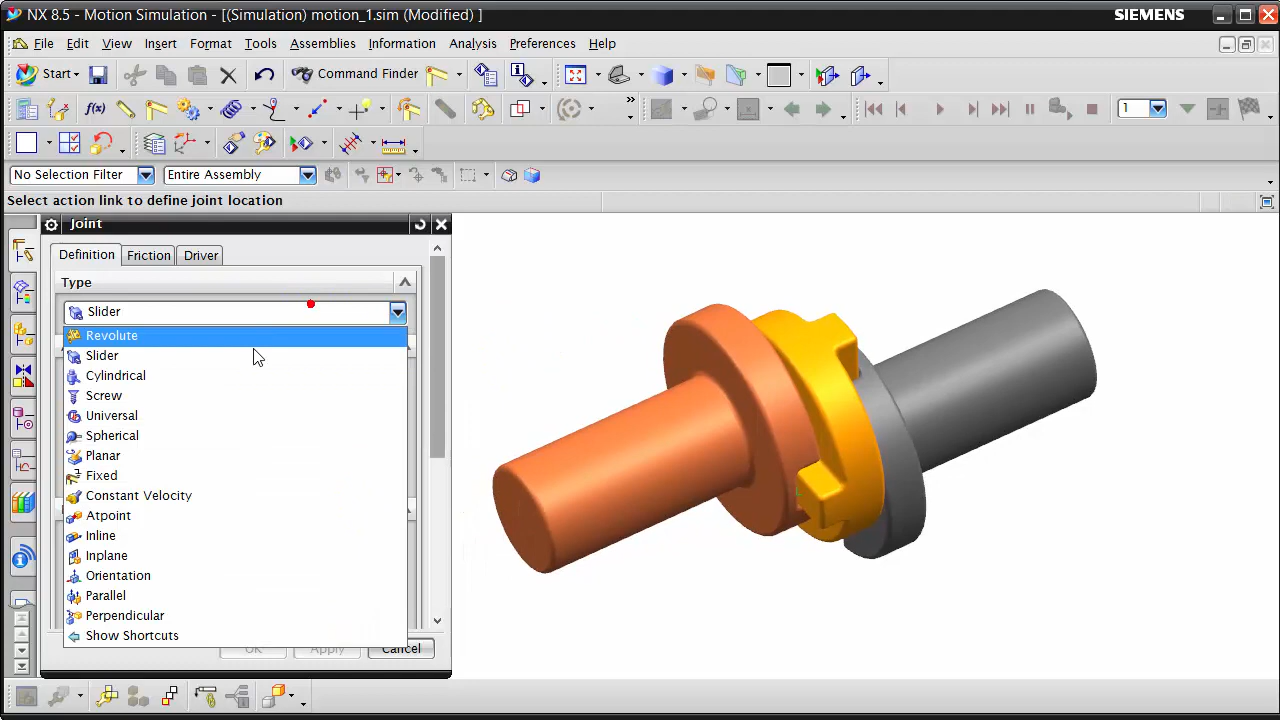 NX 8.5 - Motion Simulation - [(Simulation) motion_1.sim (Modified) ]
SIEMENS
File Edit View Insert Format Tools Assemblies Information Analysis Preferences Help
Start
Command Finder
1
No Selection Filter
Entire Assembly
Select action link to define joint location
Joint
Definition
Friction
Driver
Type
Slider
Revolute
Slider
Cylindrical
Screw
Universal
Spherical
Planar
Fixed
Constant Velocity
Atpoint
Inline
Inplane
Orientation
Parallel
Perpendicular
Show Shortcuts
OK
Apply
Cancel